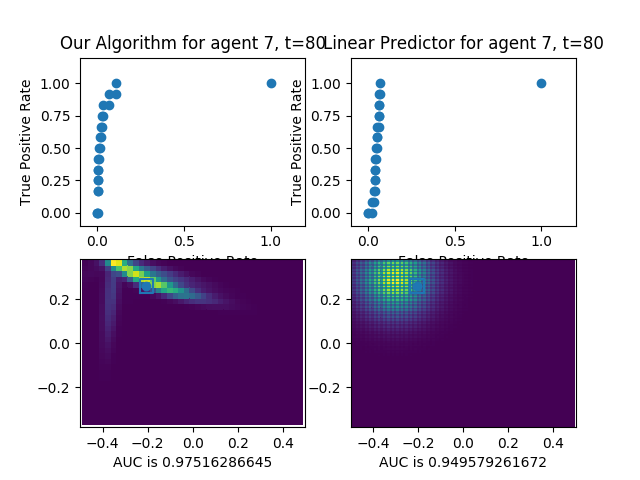 Our Algorithm for agent 7, t=80
Linear Predictor for agent 7, t=80
True Positive Rate
1.00
0.75
0.50
0.25
0.00
0.0 0.5 1.0
False Positive Rate
True Positive Rate
1.00
0.75
0.50
0.25
0.00
0.0 0.5 1.0
False Positive Rate
0.2
0.0
−0.2
−0.4 −0.2 0.0 0.2 0.4
AUC is 0.97516286645
0.2
0.0
−0.2
−0.4 −0.2 0.0 0.2 0.4
AUC is 0.949579261672